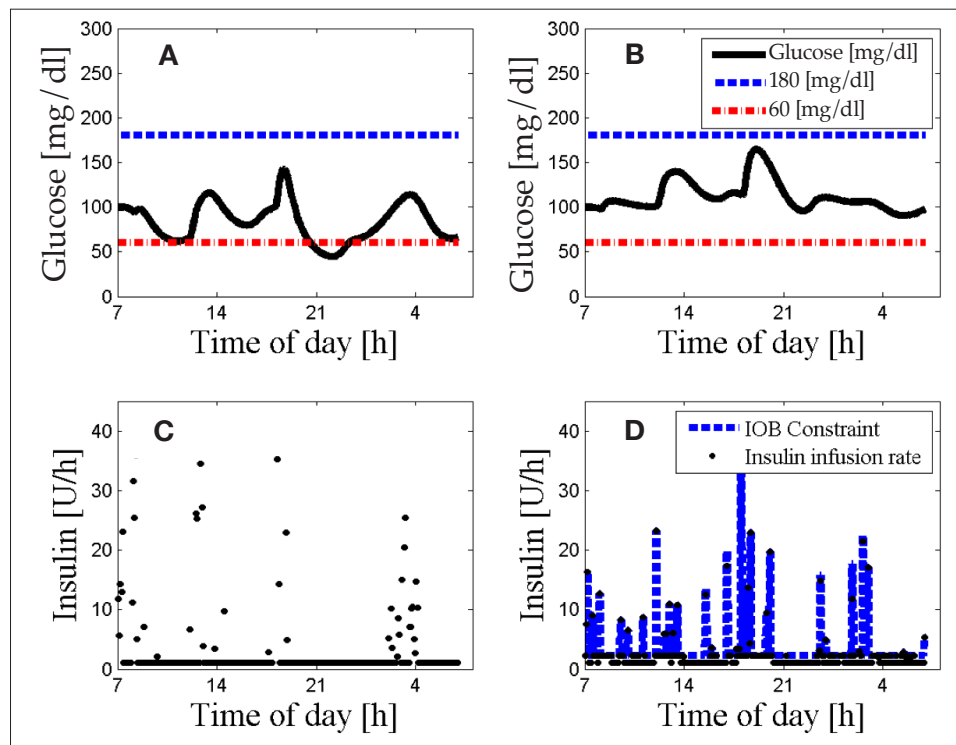 A
300
250
200
150
100
50
0
Glucose [mg/dl]
7 14 21 4
Time of day [h]
B
300
250
200
150
100
50
0
Glucose [mg/dl]
7 14 21 4
Time of day [h]
Glucose [mg/dl]
180 [mg/dl]
60 [mg/dl]
C
40
30
20
10
0
Insulin [U/h]
7 14 21 4
Time of day [h]
D
40
30
20
10
0
Insulin [U/h]
7 14 21 4
Time of day [h]
IOB Constraint
Insulin infusion rate